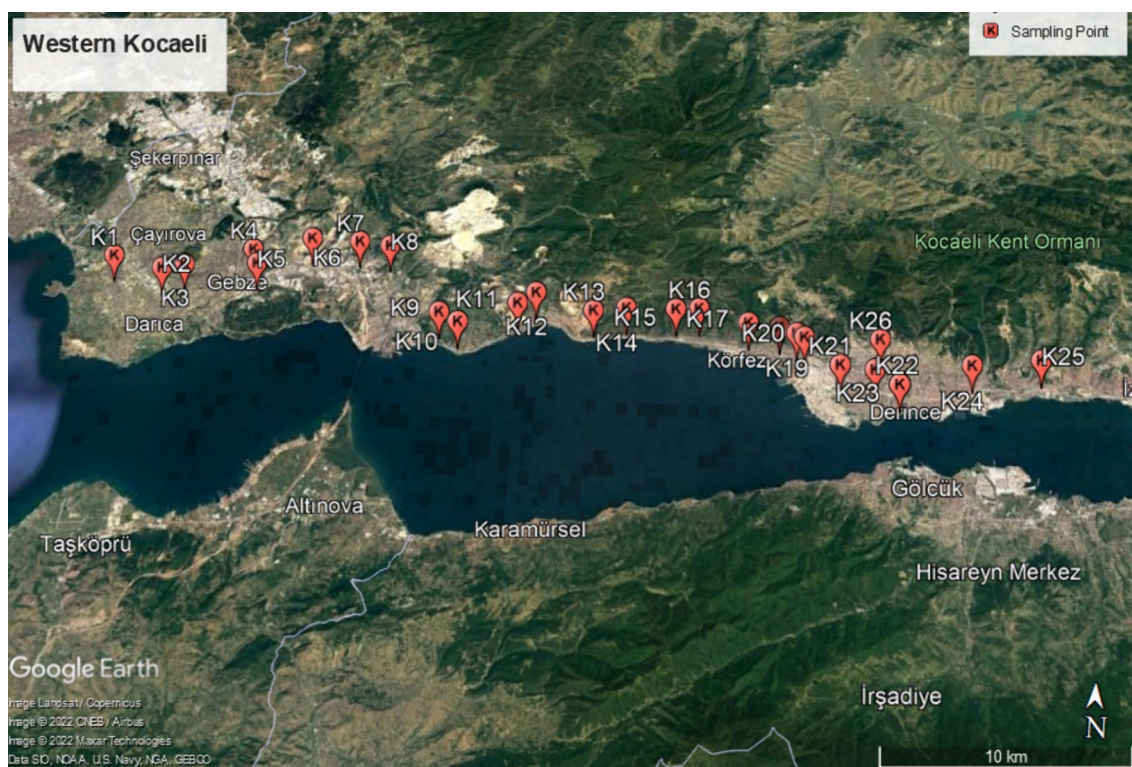 Western Kocaeli
K Sampling Point
Şekerpınar
K1
Çayırova
K4
K7
K2
K5
K6
K8
K3
Gebze
Darıca
Kocaeli Kent Ormanı
K9
K11
K13
K16
K10
K12
K14
K15
K17
Körfez
K20
K19
K21
K26
K23
K22
K24
K25
Derince
Altınova
Karamürsel
Gölcük
Taşköprü
Hisareyn Merkez
İrşadiye
Google Earth
Image Landsat / Copernicus
Image © 2022 CNES / Airbus
Image © 2022 Maxar Technologies
Data SIO, NOAA, U.S. Navy, NGA, GEBCO
N
10 km